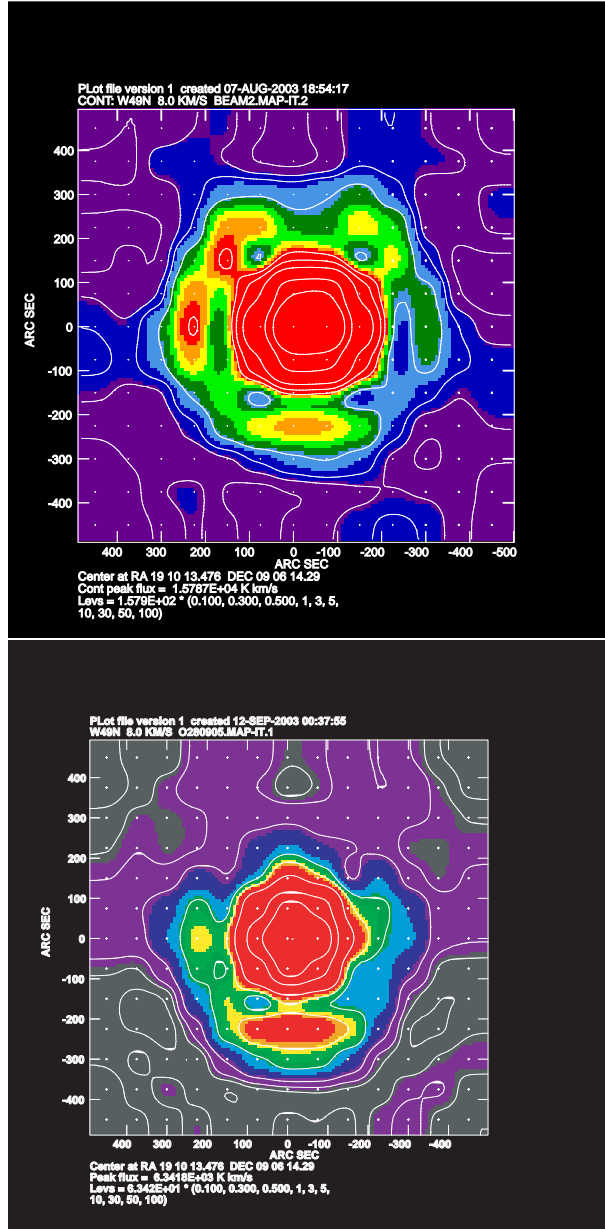 PLot file version 1 created 07-AUG-2003 18:54:17
CONT: W49N 8.0 KM/S BEAM2.MAP-IT.2
400
300
200
100
0
-100
-200
-300
-400
ARC SEC
400 300 200 100 0 -100 -200 -300 -400 -500
ARC SEC
Center at RA 19 10 13.476 DEC 09 06 14.29
Cont peak flux = 1.5787E+04 K km/s
Levs = 1.579E+02 * (0.100, 0.300, 0.500, 1, 3, 5,
10, 30, 50, 100)
PLot file version 1 created 12-SEP-2003 00:37:55
W49N 8.0 KM/S O280905.MAP-IT.1
400
300
200
100
0
-100
-200
-300
-400
ARC SEC
400 300 200 100 0 -100 -200 -300 -400
ARC SEC
Center at RA 19 10 13.476 DEC 09 06 14.29
Peak flux = 6.3418E+03 K km/s
Levs = 6.342E+01 * (0.100, 0.300, 0.500, 1, 3, 5,
10, 30, 50, 100)